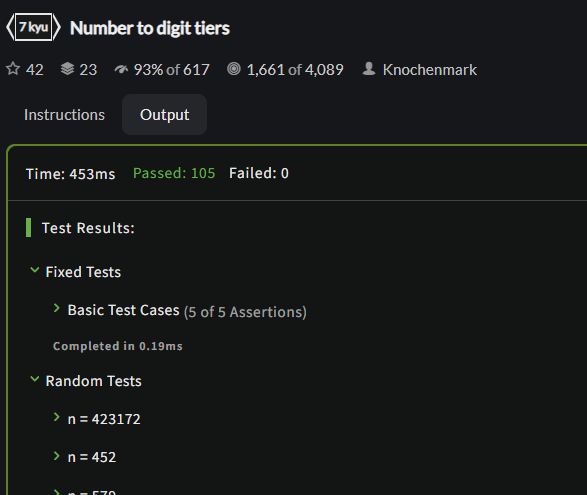 7 kyu Number to digit tiers
42 23 93% of 617 1,661 of 4,089 Knochenmark
Instructions Output
Time: 453ms Passed: 105 Failed: 0
Test Results:
Fixed Tests
Basic Test Cases (5 of 5 Assertions)
Completed in 0.19ms
Random Tests
n = 423172
n = 452
n = 579